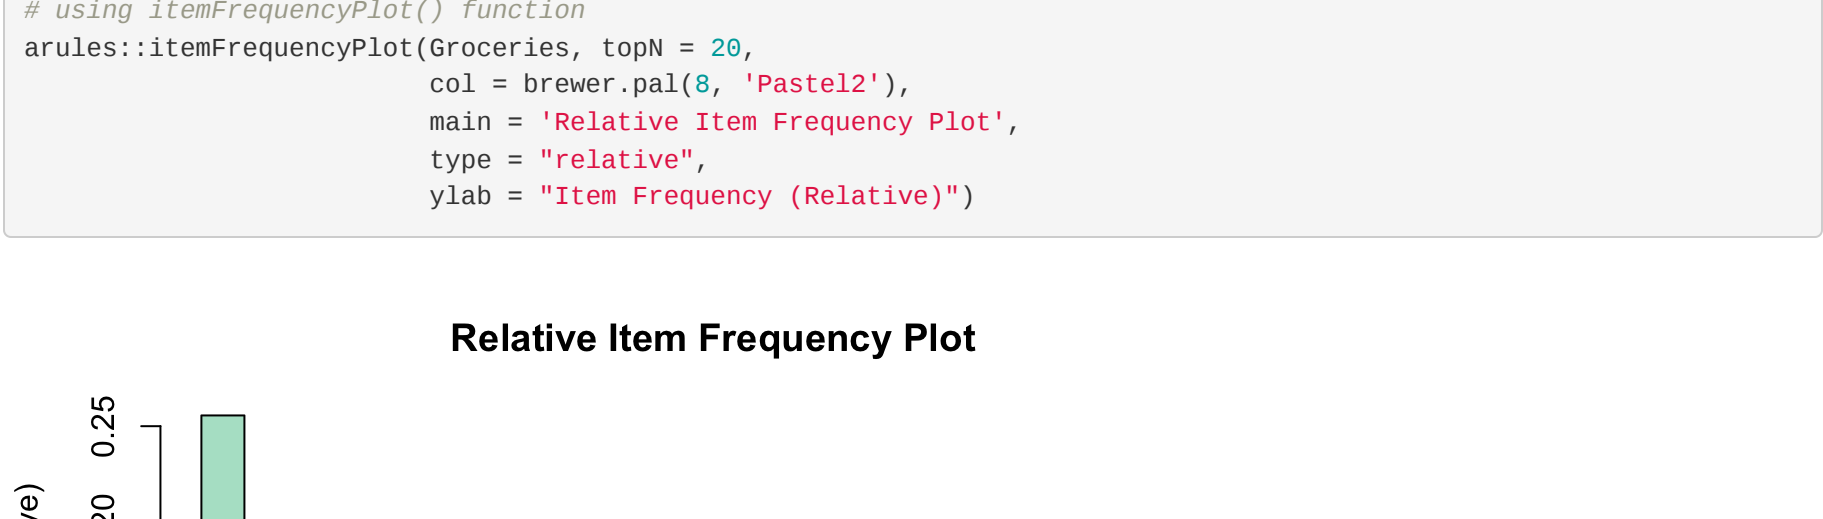 # using itemFrequencyPlot() function
arules::itemFrequencyPlot(Groceries, topN = 20,
                          col = brewer.pal(8, 'Pastel2'),
                          main = 'Relative Item Frequency Plot',
                          type = "relative",
                          ylab = "Item Frequency (Relative)")
Relative Item Frequency Plot
0.25